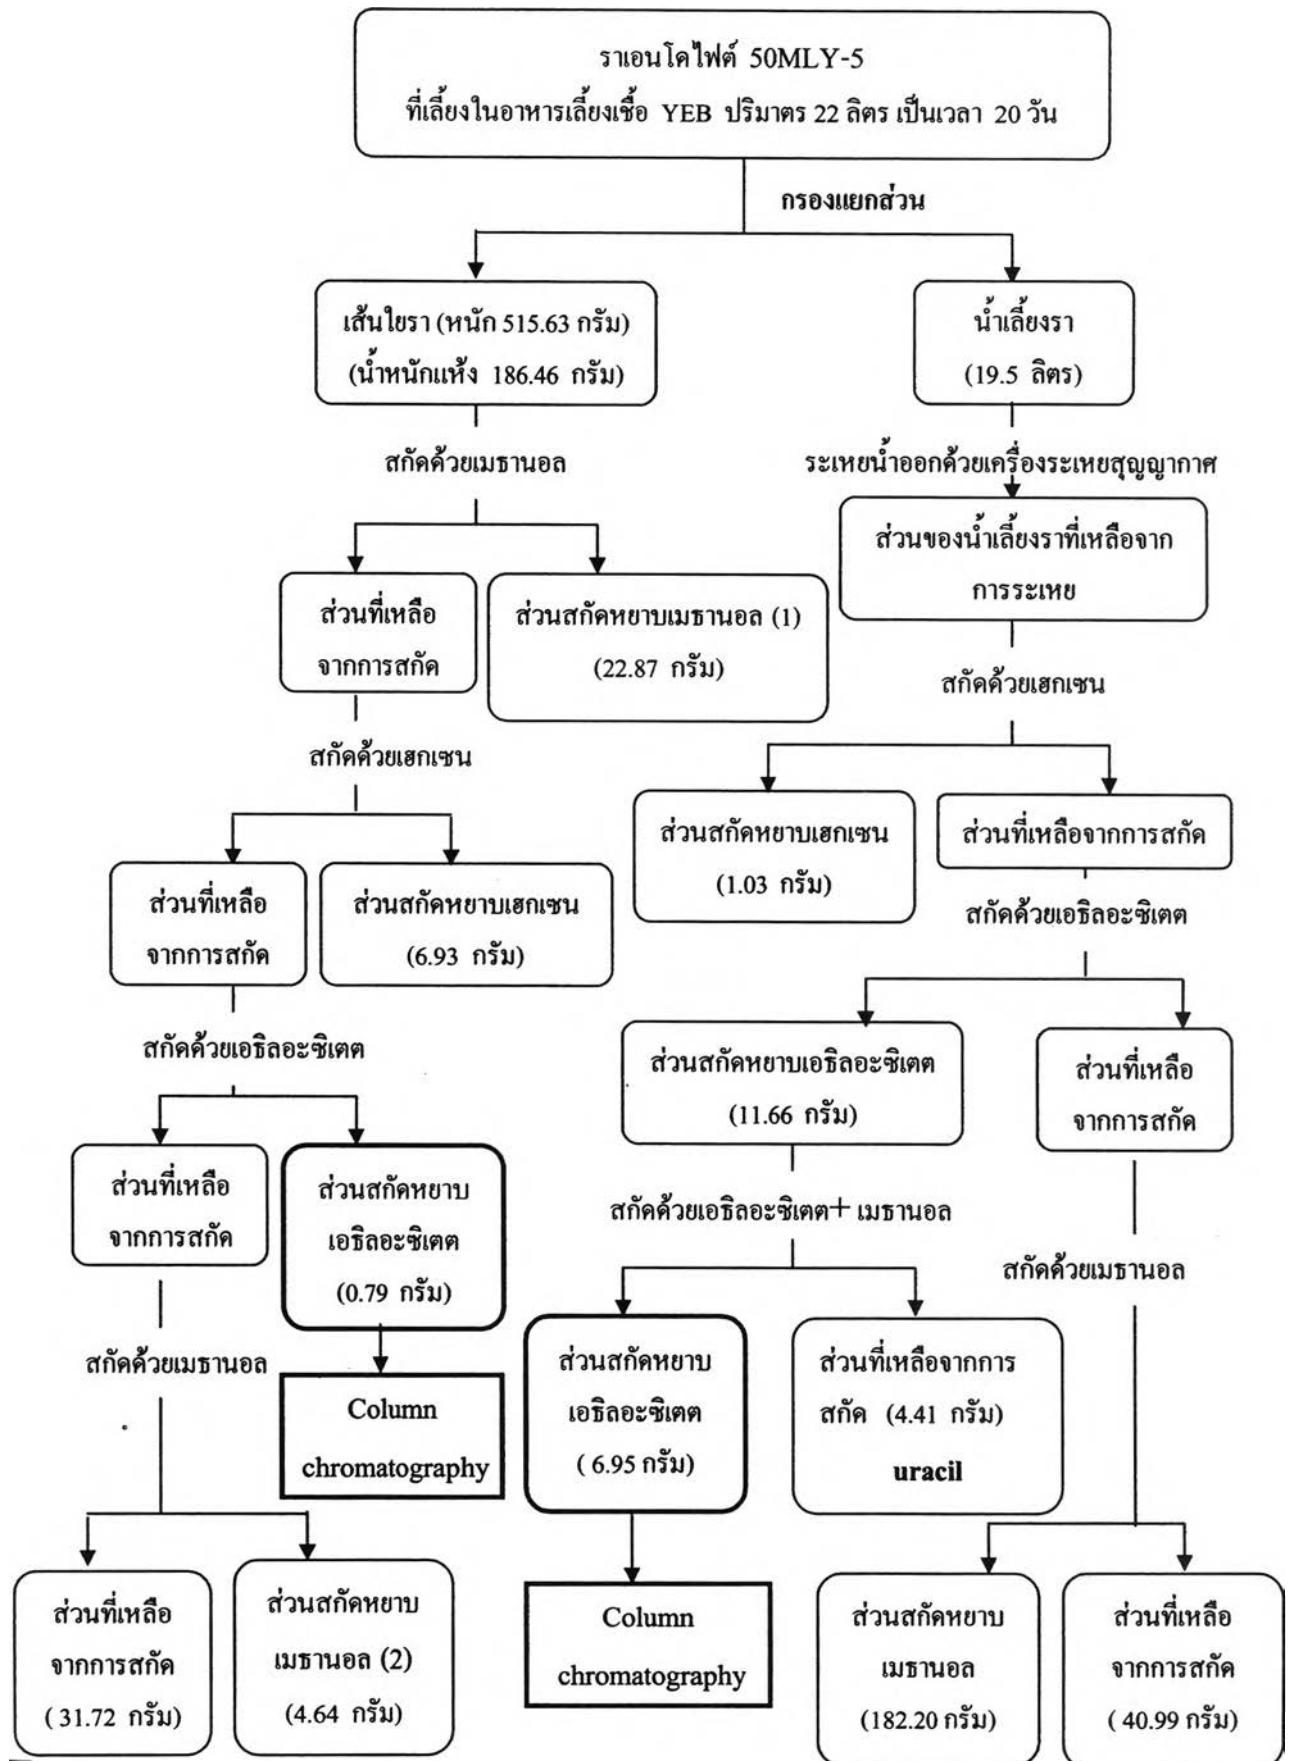 ราเอนโดไฟต์ 50MLY-5
ที่เลี้ยงในอาหารเลี้ยงเชื้อ YEB ปริมาตร 22 ลิตร เป็นเวลา 20 วัน
กรองแยกส่วน
เส้นใยรา (หนัก 515.63 กรัม)
(น้ำหนักแห้ง 186.46 กรัม)
น้ำเลี้ยงรา
(19.5 ลิตร)
สกัดด้วยเมธานอล
ระเหยน้ำออกด้วยเครื่องระเหยสุญญากาศ
ส่วนที่เหลือ
จากการสกัด
ส่วนสกัดหยาบเมธานอล (1)
(22.87 กรัม)
ส่วนของน้ำเลี้ยงราที่เหลือจาก
การระเหย
สกัดด้วยเฮกเซน
สกัดด้วยเฮกเซน
ส่วนที่เหลือ
จากการสกัด
ส่วนสกัดหยาบเฮกเซน
(6.93 กรัม)
ส่วนสกัดหยาบเฮกเซน
(1.03 กรัม)
ส่วนที่เหลือจากการสกัด
สกัดด้วยเอธิลอะซิเตต
สกัดด้วยเอธิลอะซิเตต
ส่วนสกัดหยาบเอธิลอะซิเตต
(11.66 กรัม)
ส่วนที่เหลือ
จากการสกัด
ส่วนที่เหลือ
จากการสกัด
ส่วนสกัดหยาบ
เอธิลอะซิเตต
(0.79 กรัม)
สกัดด้วยเอธิลอะซิเตต+ เมธานอล
สกัดด้วยเมธานอล
สกัดด้วยเมธานอล
Column
chromatography
ส่วนสกัดหยาบ
เอธิลอะซิเตต
( 6.95 กรัม)
ส่วนที่เหลือจากการ
สกัด (4.41 กรัม)
uracil
ส่วนที่เหลือ
จากการสกัด
( 31.72 กรัม)
ส่วนสกัดหยาบ
เมธานอล (2)
(4.64 กรัม)
Column
chromatography
ส่วนสกัดหยาบ
เมธานอล
(182.20 กรัม)
ส่วนที่เหลือ
จากการสกัด
( 40.99 กรัม)